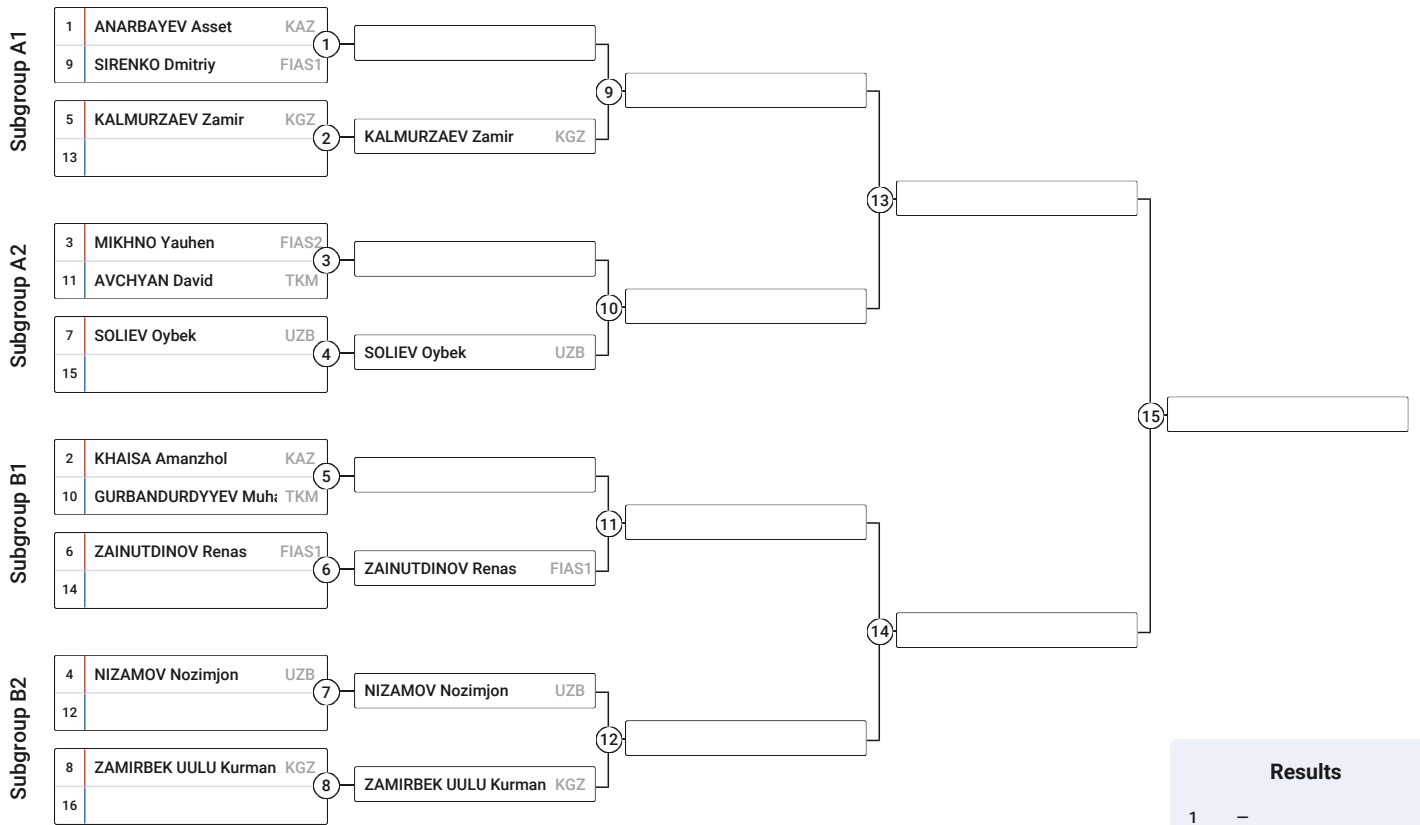 Subgroup A1
1 ANARBAYEV Asset KAZ
9 SIRENKO Dmitriy FIAS1
1
5 KALMURZAEV Zamir KGZ
13
2
KALMURZAEV Zamir KGZ
9
Subgroup A2
3 MIKHNO Yauhen FIAS2
11 AVCHYAN David TKM
3
7 SOLIEV Oybek UZB
15
4
SOLIEV Oybek UZB
10
13
Subgroup B1
2 KHAISA Amanzhol KAZ
10 GURBANDURDYYEV Muha TKM
5
6 ZAINUTDINOV Renas FIAS1
14
6
ZAINUTDINOV Renas FIAS1
11
Subgroup B2
4 NIZAMOV Nozimjon UZB
12
7
NIZAMOV Nozimjon UZB
8 ZAMIRBEK UULU Kurman KGZ
16
8
ZAMIRBEK UULU Kurman KGZ
12
14
15
Results
1 –